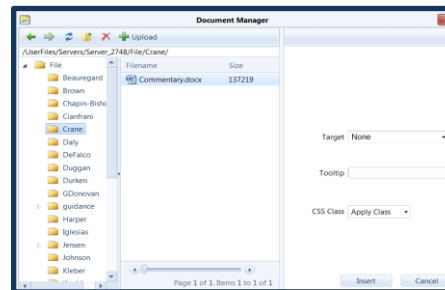 Document Manager
Upload
/UserFiles/Servers/Server_2748/File/Crane/
File
Beauregard
Brown
Chapin-Bisho
Cianfrani
Crane
Daly
DeFalco
Duggan
Durken
GDonovan
guidance
Harper
Iglesias
Jensen
Johnson
Kleber
Filename Size
Commentary.docx 137219
Page 1 of 1. Items 1 to 1 of 1
Target None
Tooltip
CSS Class Apply Class
Insert Cancel